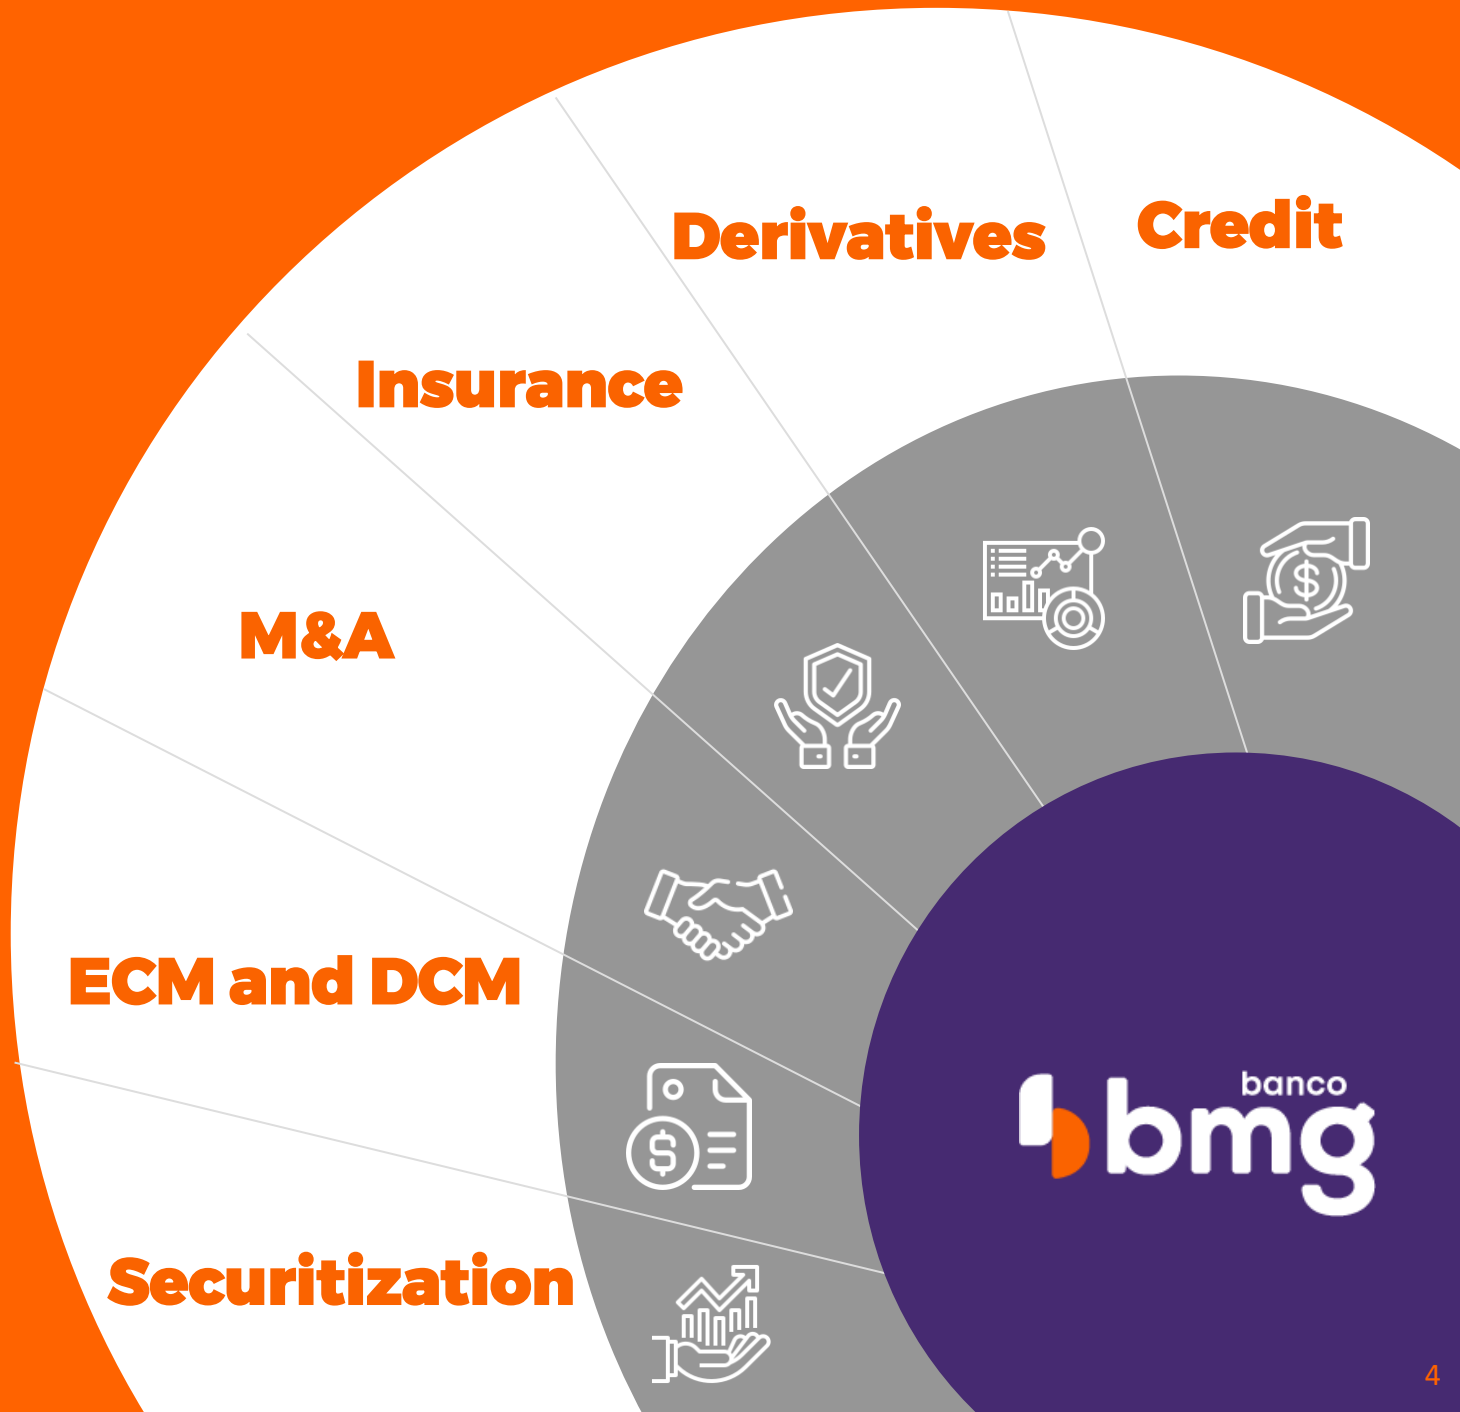 Derivatives
Credit
Insurance
M&A
ECM and DCM
Securitization
banco
bmg
4